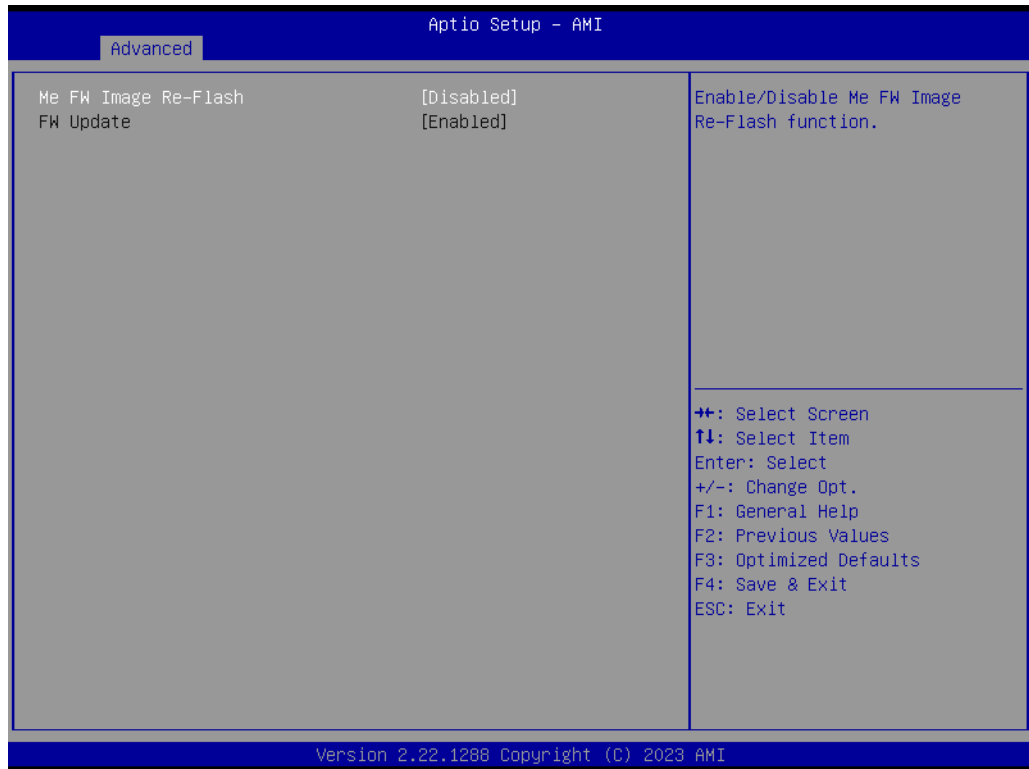 Aptio Setup – AMI
Advanced
Me FW Image Re-Flash [Disabled]
FW Update [Enabled]
Enable/Disable Me FW Image
Re-Flash function.
→←: Select Screen
↑↓: Select Item
Enter: Select
+/-: Change Opt.
F1: General Help
F2: Previous Values
F3: Optimized Defaults
F4: Save & Exit
ESC: Exit
Version 2.22.1288 Copyright (C) 2023 AMI